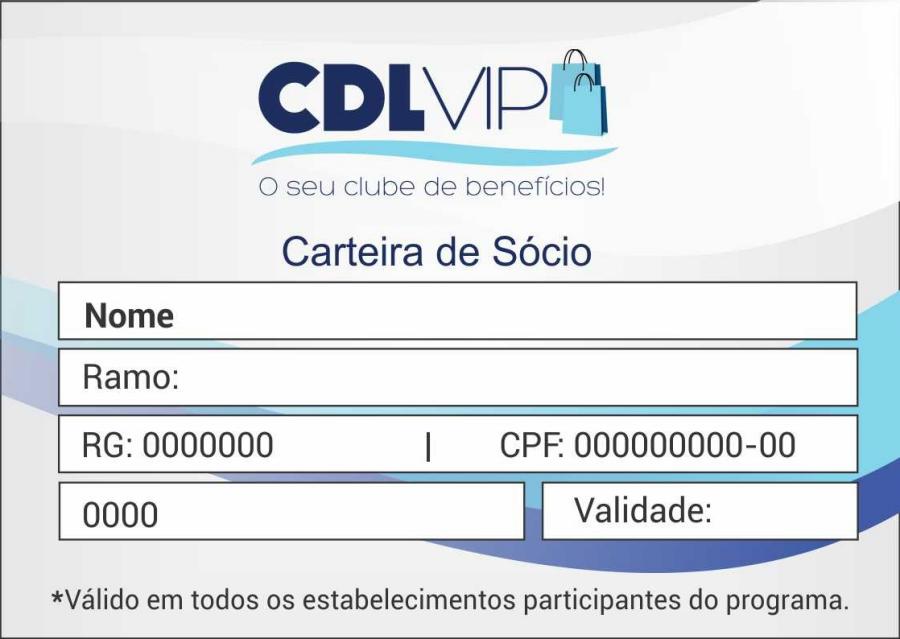 CDLVIP
O seu clube de benefícios!
Carteira de Sócio
Nome
Ramo:
RG: 0000000 | CPF: 000000000-00
0000 Validade:
*Válido em todos os estabelecimentos participantes do programa.